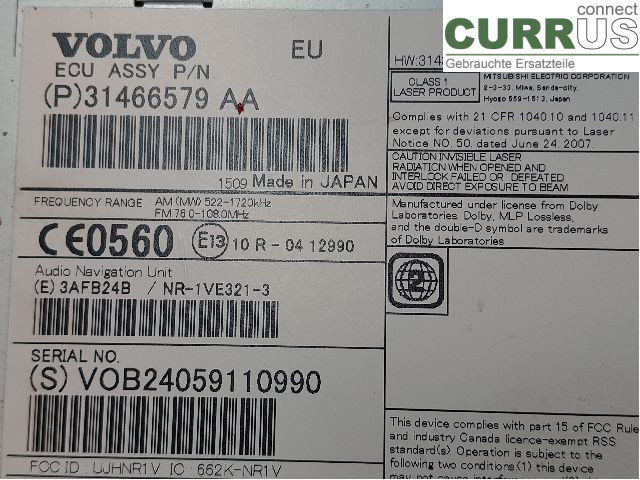 connect
CURRUS
Gebrauchte Ersatzteile
VOLVO EU
ECU ASSY P/N
(P)31466579 AA
1509 Made in JAPAN
FREQUENCY RANGE AM (MW) 522-1720kHz
FM 76.0-108.0MHz
CE0560 E13 10 R - 04 12990
Audio Navigation Unit
(E) 3AFB24B / NR-1VE321-3
SERIAL NO.
(S) VOB24059110990
FCC ID : UJHNR1V IC : 662K-NR1V
CLASS 1
LASER PRODUCT
MITSUBISHI ELECTRIC CORPORATION
2-3-33, Miwa, Sanda-city,
Hyogo 669-1513, Japan
Complies with 21 CFR 1040.10 and 1040.11
except for deviations pursuant to Laser
Notice NO. 50, dated June 24, 2007.
CAUTION INVISIBLE LASER
RADIATION WHEN OPENED AND
INTERLOCK FAILED OR DEFEATED
AVOID DIRECT EXPOSURE TO BEAM
Manufactured under license from Dolby
Laboratories. Dolby, MLP Lossless,
and the double-D symbol are trademarks
of Dolby Laboratories
2
This device complies with part 15 of FCC Rule
and industry Canada licence-exempt RSS
standard(s) Operation is subject to the
following two conditions.(1) this device